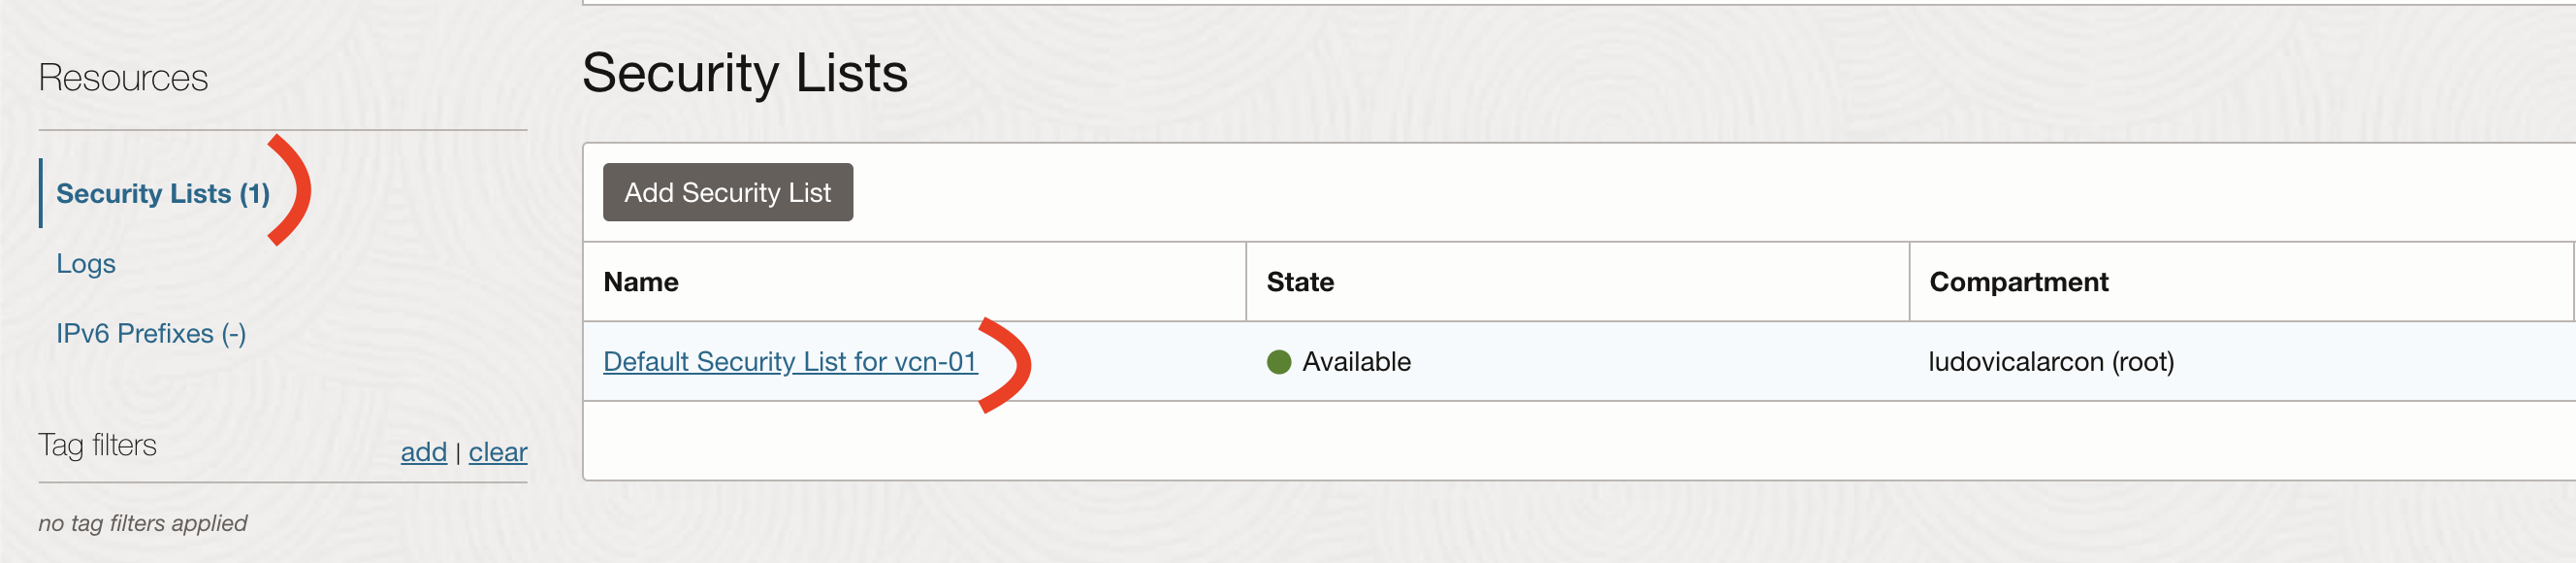 Resources
Security Lists (1)
Logs
IPv6 Prefixes (-)
Tag filters
add | clear
no tag filters applied
Security Lists
Add Security List
Name
State
Compartment
Default Security List for vcn-01
Available
ludovicalarcon (root)